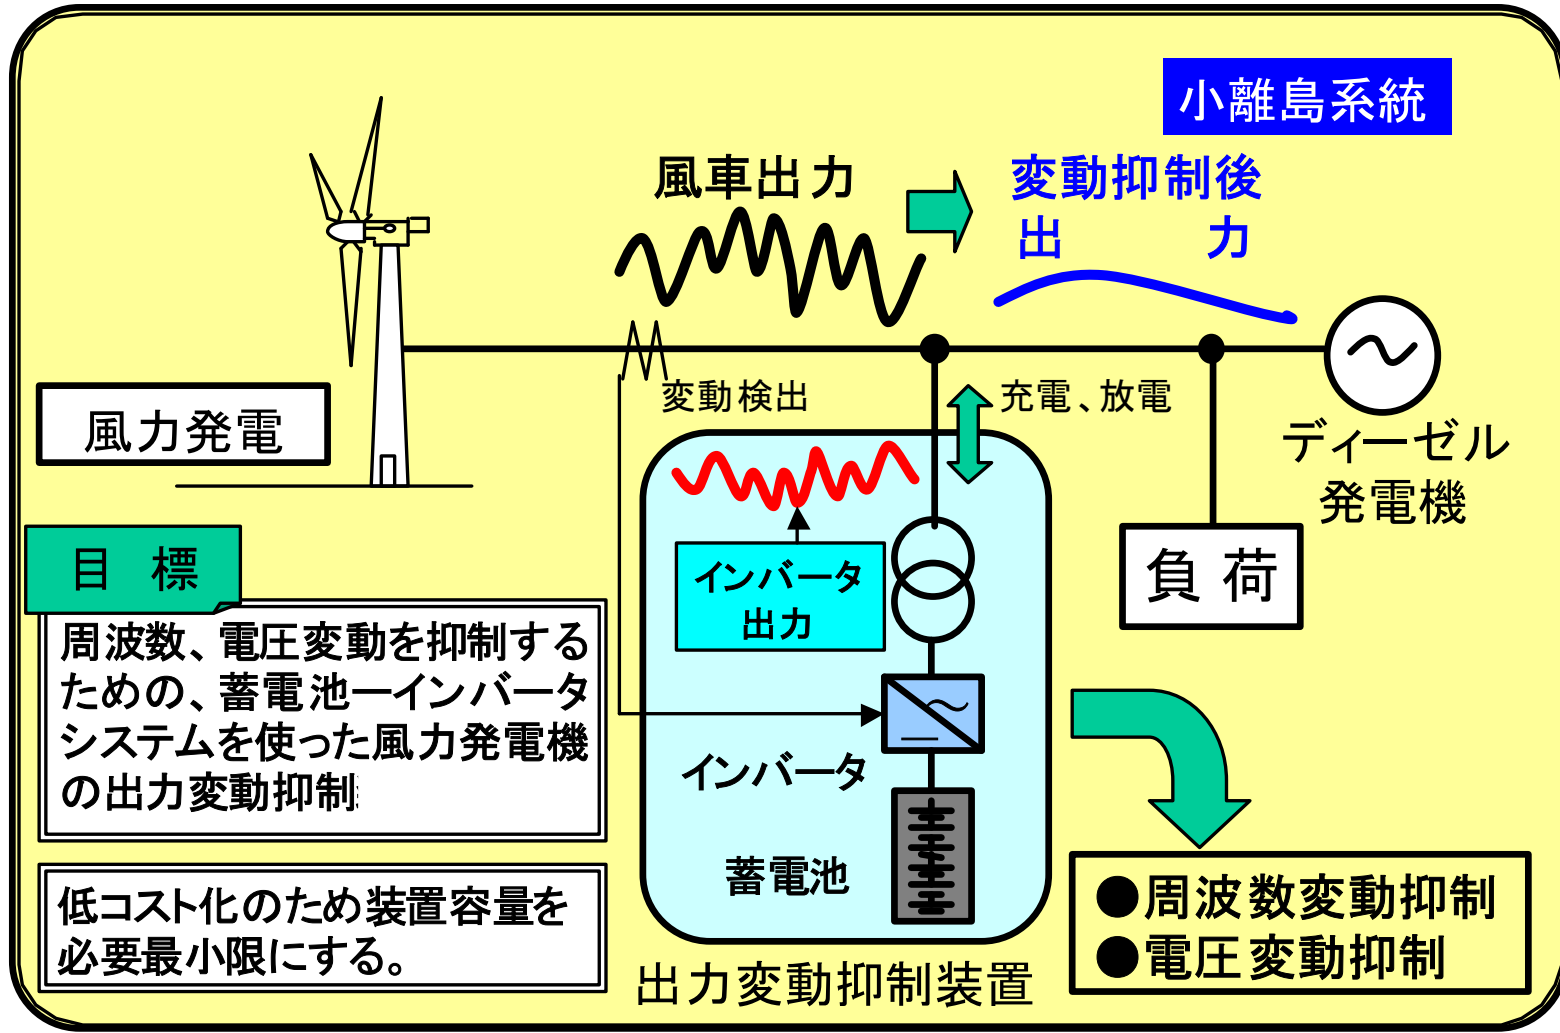 小離島系統
風車出力
変動抑制後
出力
変動検出
充電、放電
風力発電
ディーゼル
発電機
負荷
目標
インバータ
出力
周波数、電圧変動を抑制する
ための、蓄電池ーインバータ
システムを使った風力発電機
の出力変動抑制
インバータ
蓄電池
低コスト化のため装置容量を
必要最小限にする。
出力変動抑制装置
●周波数変動抑制
●電圧変動抑制